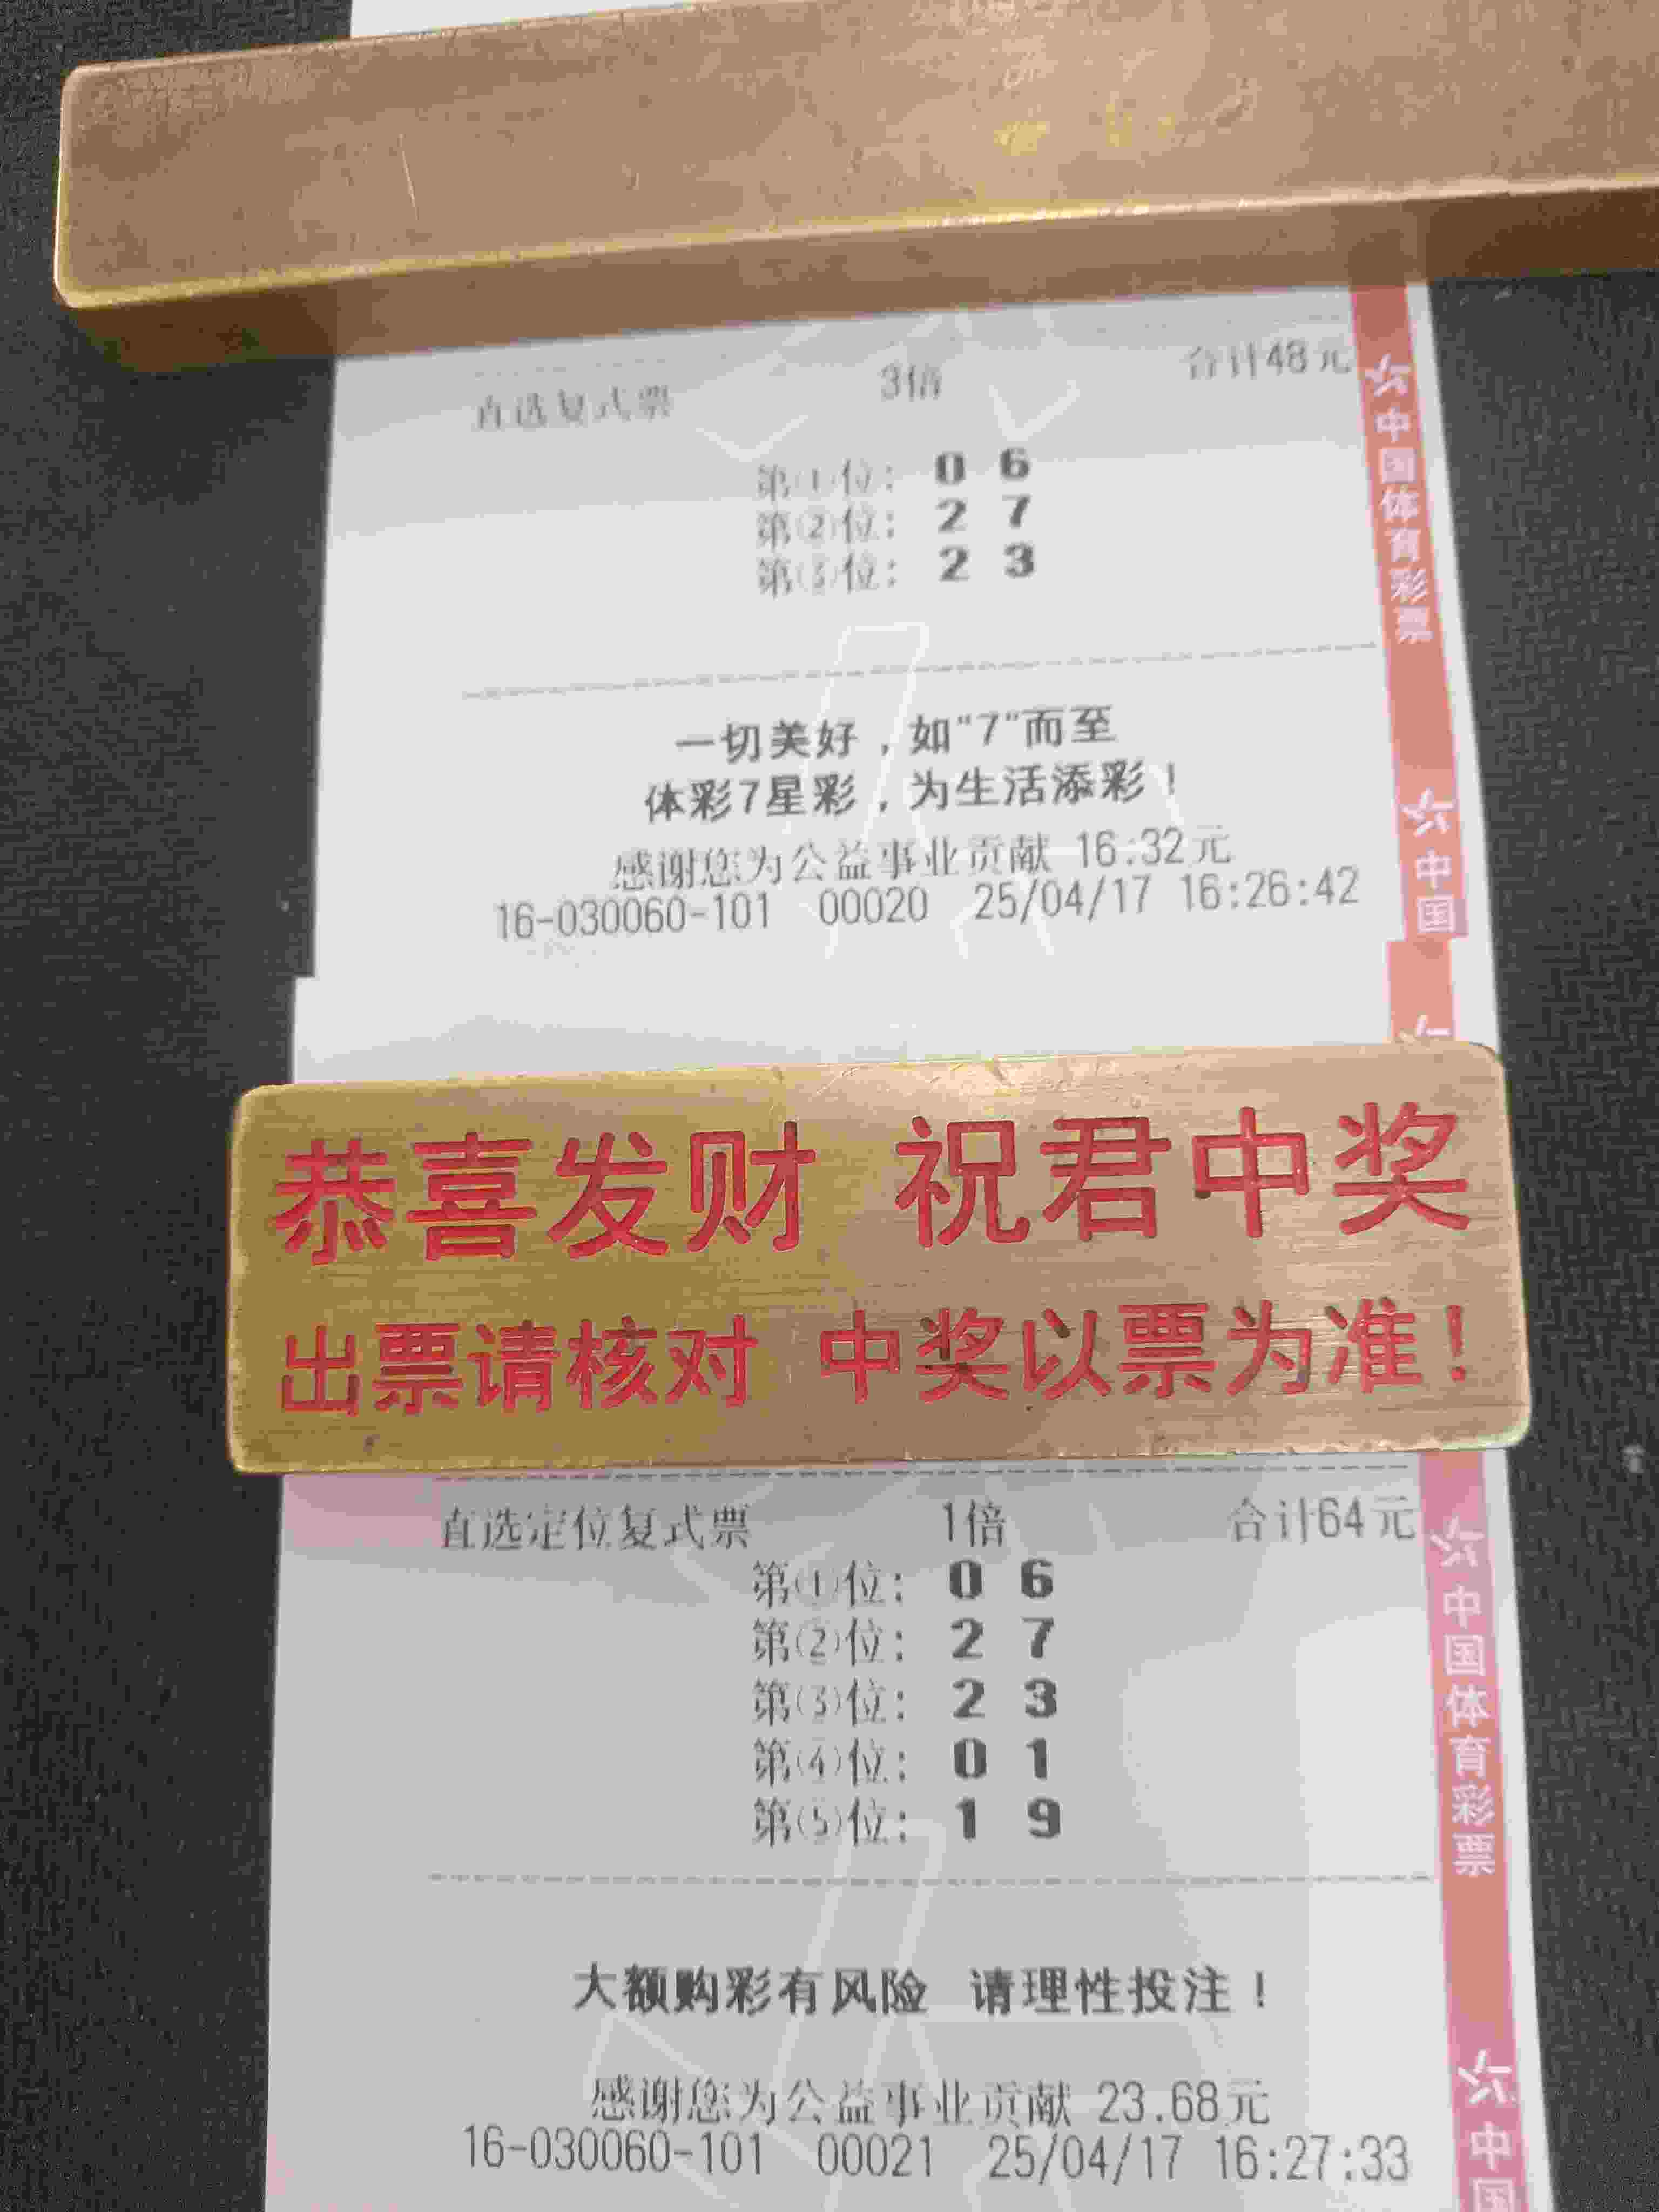 直选复式票 3倍 合计48元
第(1)位: 0 6
第(2)位: 2 7
第(3)位: 2 3
一切美好，如“7”而至
体彩7星彩，为生活添彩！
感谢您为公益事业贡献 16.32元
16-030060-101 00020 25/04/17 16:26:42
中国体育彩票
中国
恭喜发财 祝君中奖
出票请核对 中奖以票为准！
直选定位复式票 1倍 合计64元
第(1)位: 0 6
第(2)位: 2 7
第(3)位: 2 3
第(4)位: 0 1
第(5)位: 1 9
大额购彩有风险 请理性投注！
感谢您为公益事业贡献 23.68元
16-030060-101 00021 25/04/17 16:27:33
中国体育彩票
中国